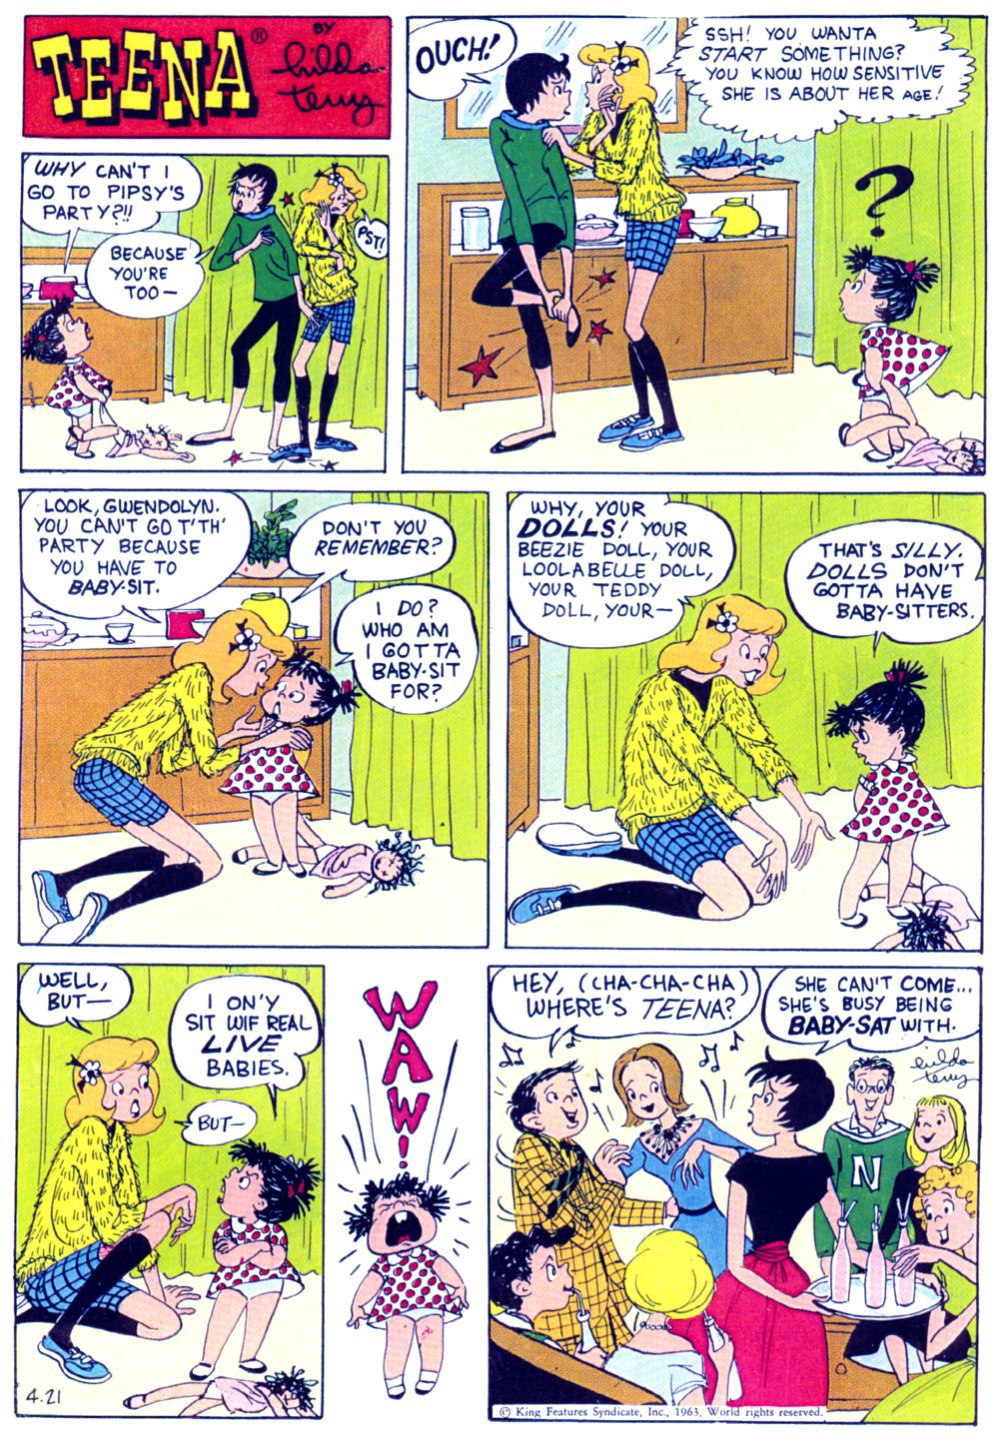 TEENA®
BY
hilda
terry
WHY CAN'T I
GO TO PIPSY'S
PARTY?!!
BECAUSE
YOU'RE
TOO—
PST!
OUCH!
SSH! YOU WANTA
START SOMETHING?
YOU KNOW HOW SENSITIVE
SHE IS ABOUT HER AGE!
?
LOOK, GWENDOLYN.
YOU CAN'T GO T'TH'
PARTY BECAUSE
YOU HAVE TO
BABY-SIT.
DON'T YOU
REMEMBER?
I DO?
WHO AM
I GOTTA
BABY-SIT
FOR?
WHY, YOUR
DOLLS! YOUR
BEEZIE DOLL, YOUR
LOOLABELLE DOLL,
YOUR TEDDY
DOLL, YOUR—
THAT'S SILLY.
DOLLS DON'T
GOTTA HAVE
BABY-SITTERS.
WELL,
BUT—
I ON'Y
SIT WIF REAL
LIVE
BABIES.
BUT—
4.21
WAW!
HEY, (CHA-CHA-CHA)
WHERE'S TEENA?
SHE CAN'T COME...
SHE'S BUSY BEING
BABY-SAT WITH.
hilda
terry
N
© King Features Syndicate, Inc., 1963. World rights reserved.